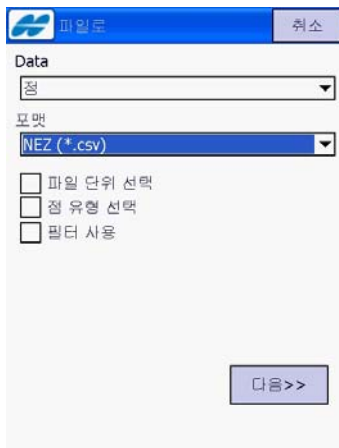 파일로
취소
Data
점
포맷
NEZ (*.csv)
파일 단위 선택
점 유형 선택
필터 사용
다음>>